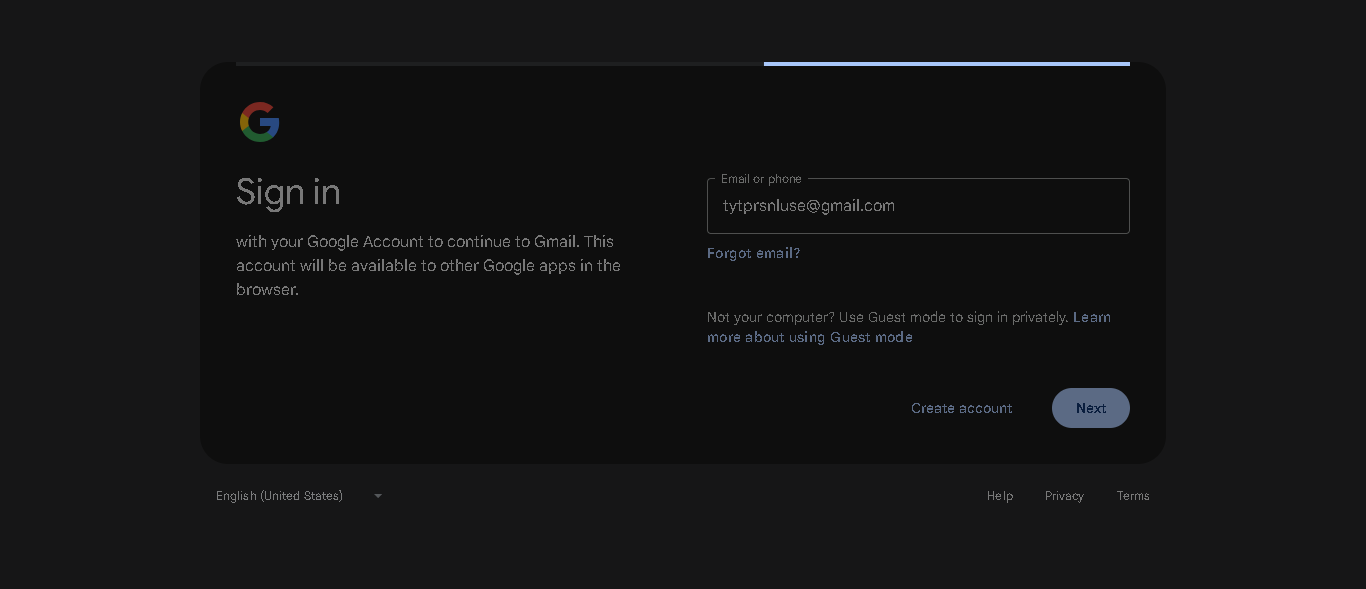 Sign in
with your Google Account to continue to Gmail. This
account will be available to other Google apps in the
browser.
Email or phone
tytprsnluse@gmail.com
Forgot email?
Not your computer? Use Guest mode to sign in privately. Learn
more about using Guest mode
Create account
Next
English (United States)
Help
Privacy
Terms